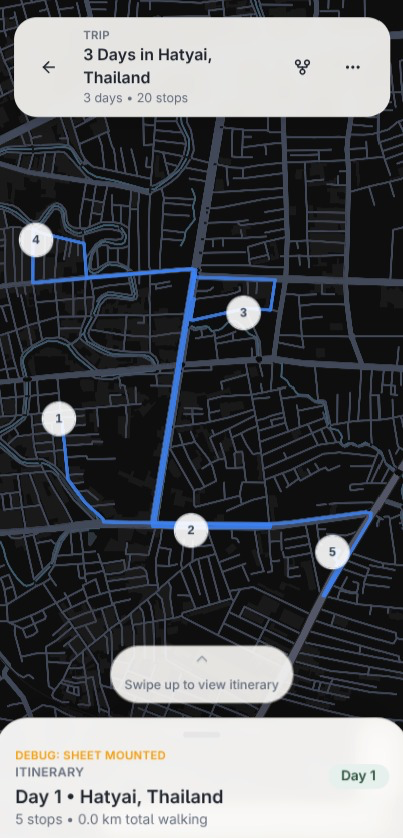 TRIP
3 Days in Hatyai,
Thailand
3 days • 20 stops
4
3
1
2
5
Swipe up to view itinerary
DEBUG: SHEET MOUNTED
ITINERARY
Day 1
Day 1 • Hatyai, Thailand
5 stops • 0.0 km total walking